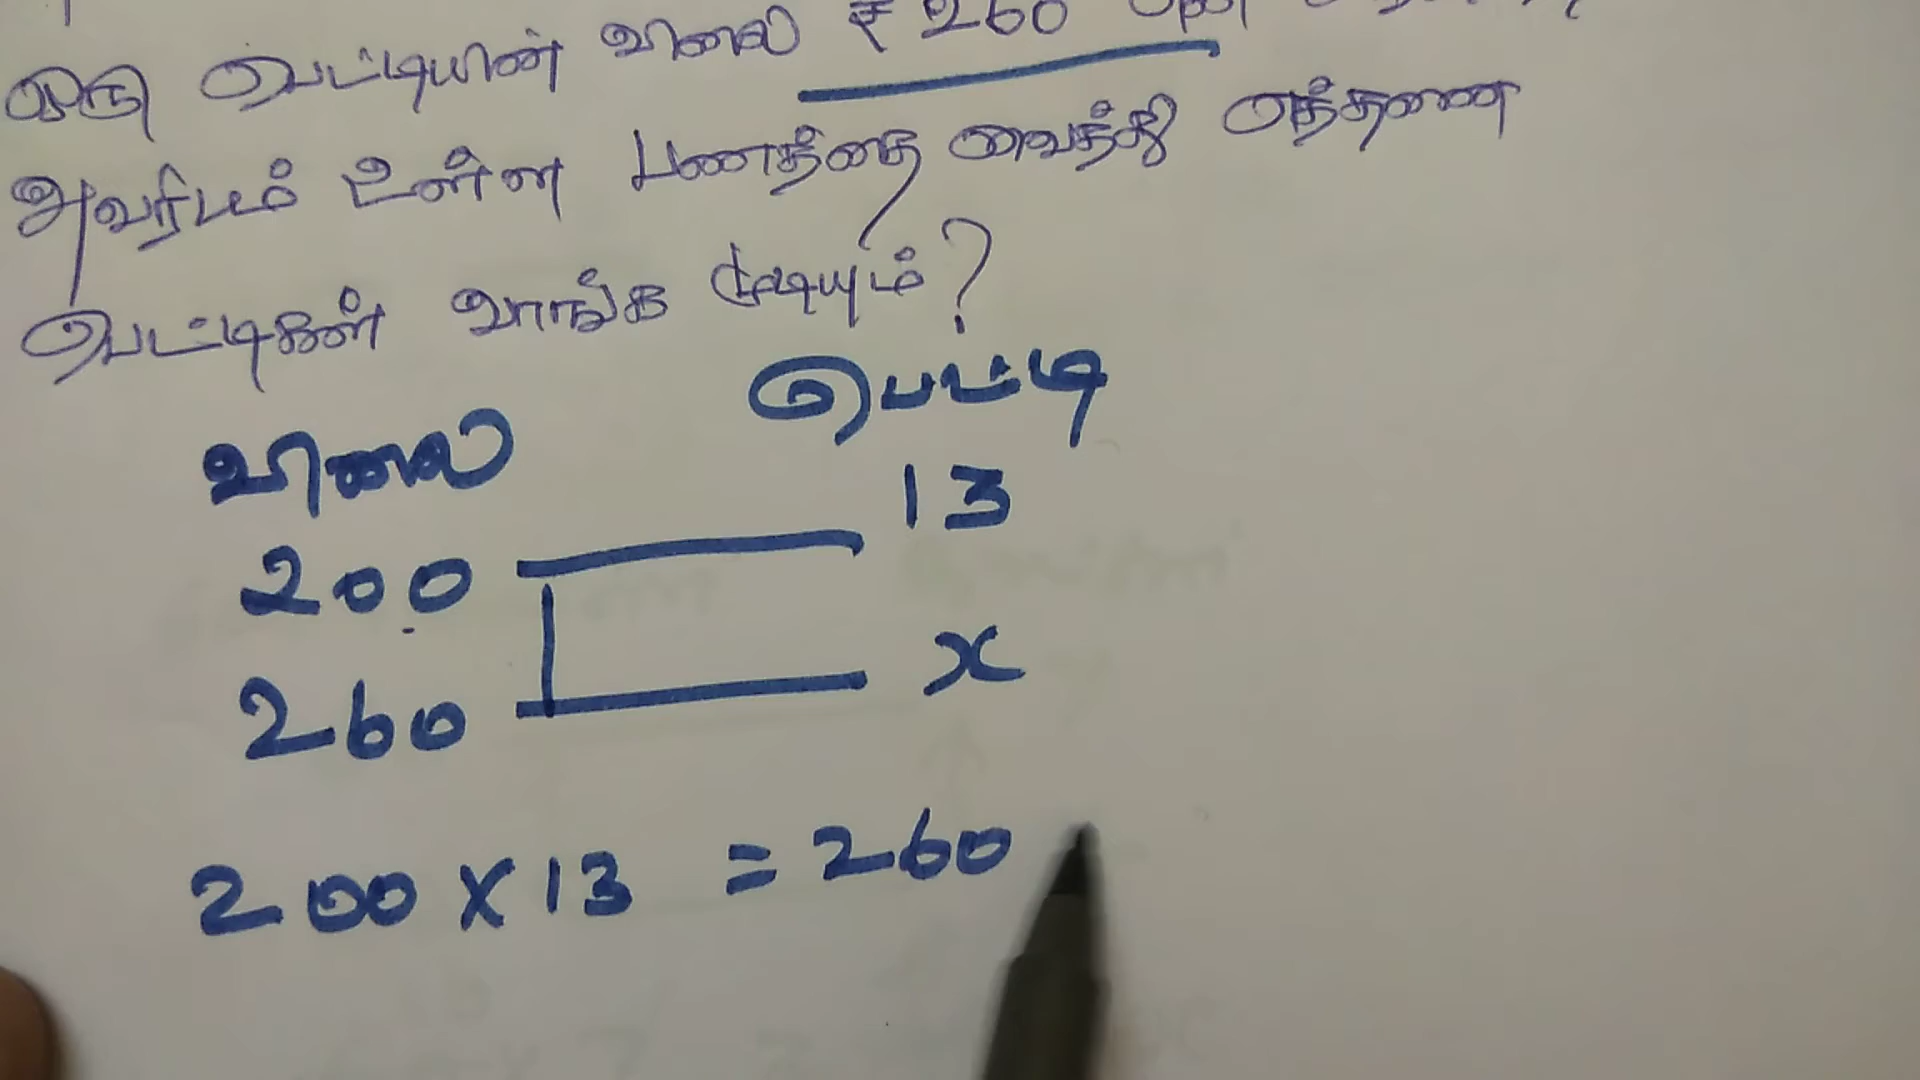 ஒரு பெட்டியின் விலை ₹ 260
அவரிடம் உள்ள பணத்தை வைத்து எத்தனை
பெட்டிகள் வாங்க முடியும்?
விலை பெட்டி
200 13
260 x
200 X 13 = 260